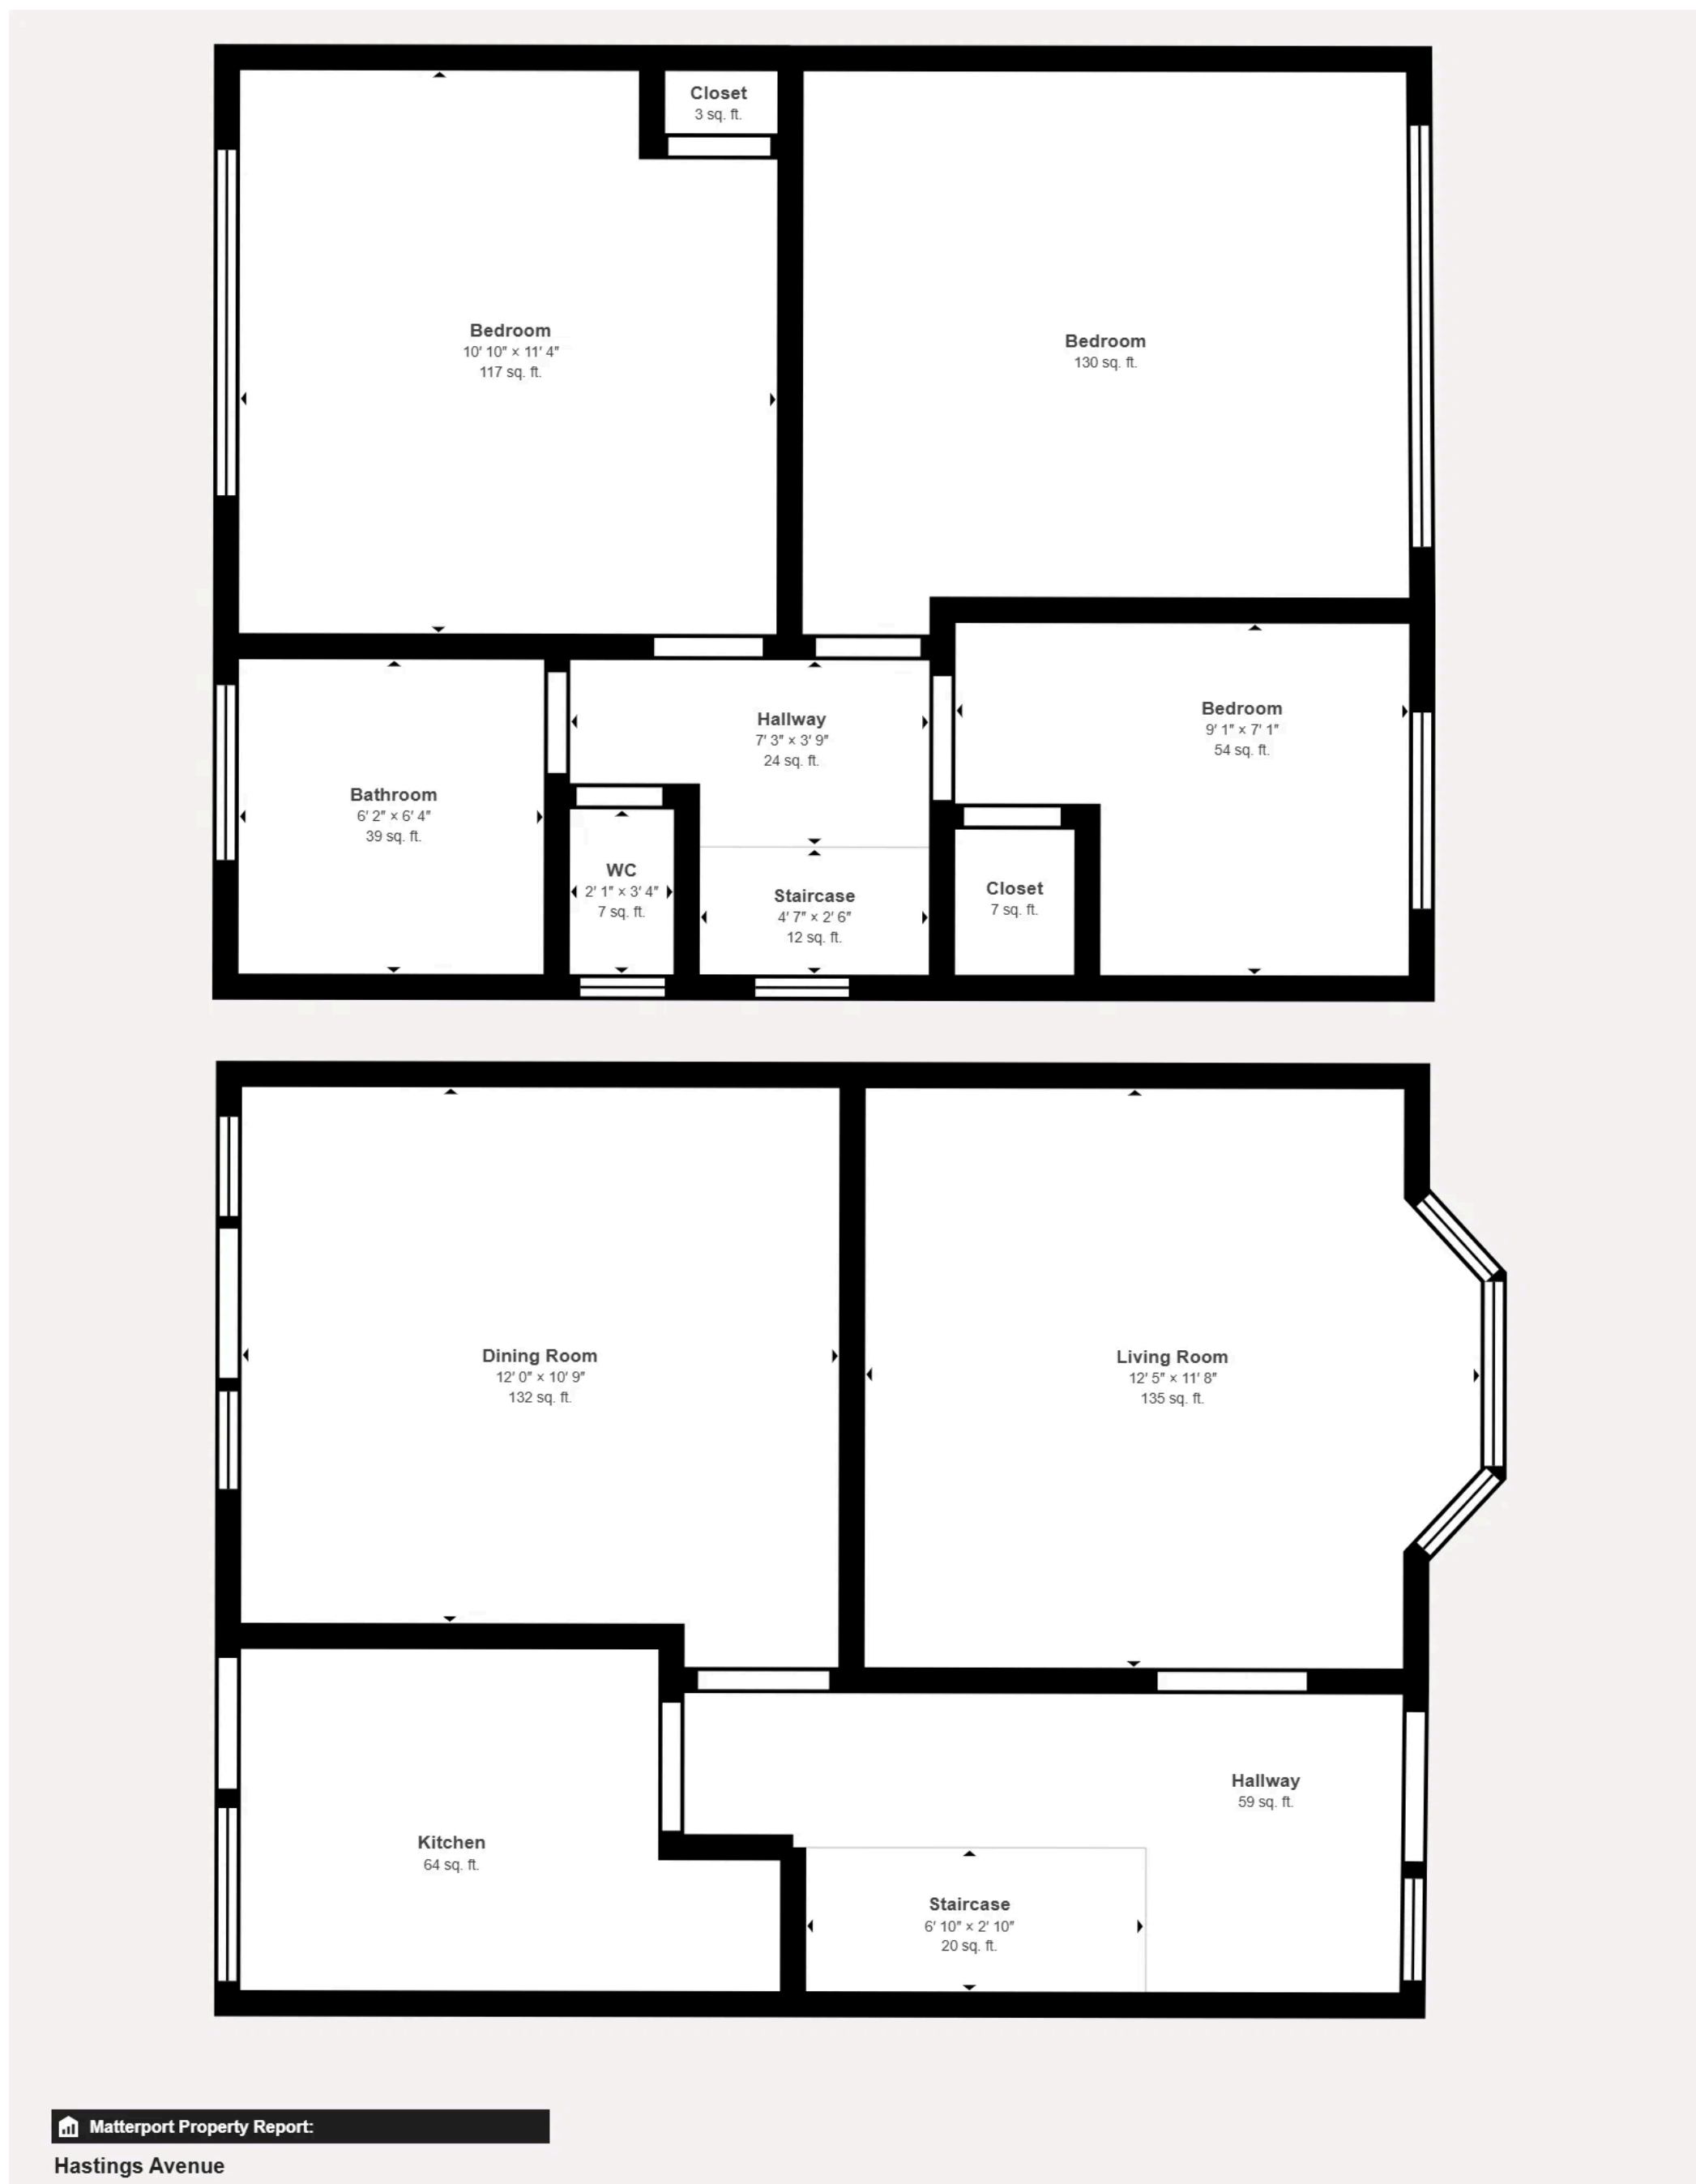 Closet
3 sq. ft.
Bedroom
10' 10" × 11' 4"
117 sq. ft.
Bedroom
130 sq. ft.
Hallway
7' 3" × 3' 9"
24 sq. ft.
Bedroom
9' 1" × 7' 1"
54 sq. ft.
Bathroom
6' 2" × 6' 4"
39 sq. ft.
WC
2' 1" × 3' 4"
7 sq. ft.
Staircase
4' 7" × 2' 6"
12 sq. ft.
Closet
7 sq. ft.
Dining Room
12' 0" × 10' 9"
132 sq. ft.
Living Room
12' 5" × 11' 8"
135 sq. ft.
Hallway
59 sq. ft.
Kitchen
64 sq. ft.
Staircase
6' 10" × 2' 10"
20 sq. ft.
Matterport Property Report:
Hastings Avenue